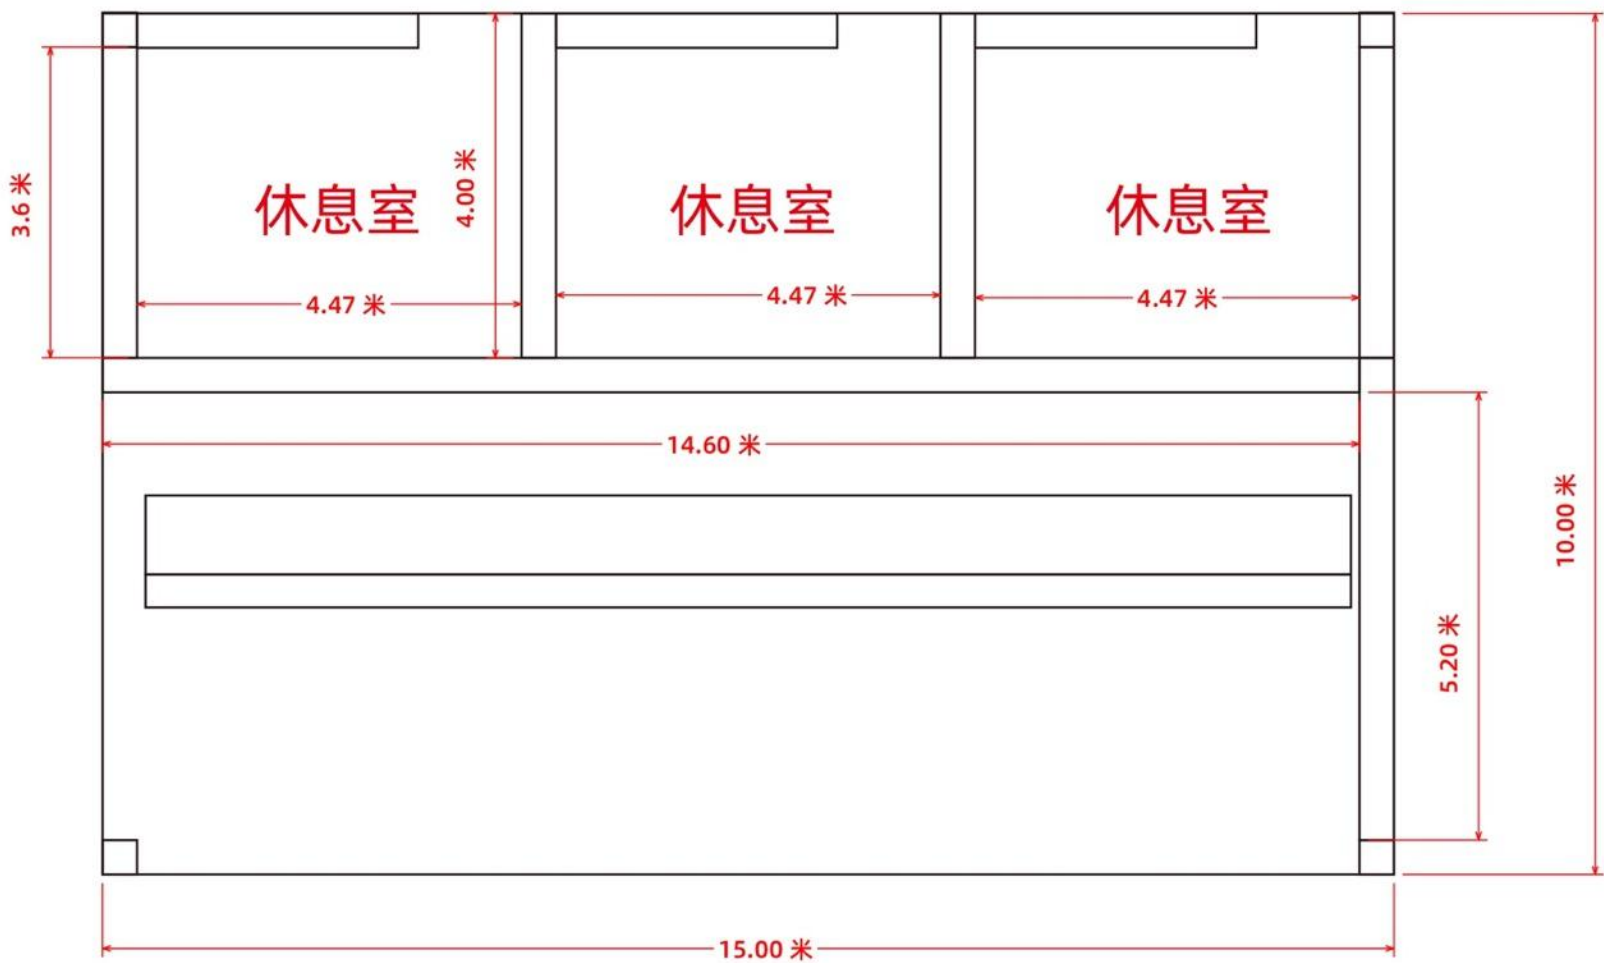 3.6 米
休息室
4.00 米
休息室
休息室
4.47 米
4.47 米
4.47 米
14.60 米
10.00 米
5.20 米
15.00 米